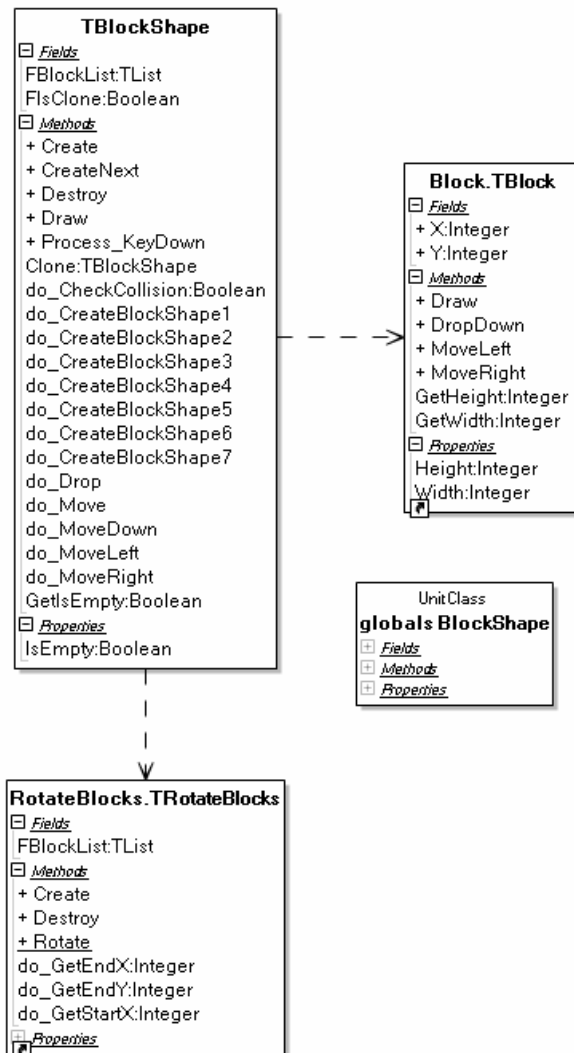 TBlockShape
Fields
FBlockList:TList
FIsClone:Boolean
Methods
+ Create
+ CreateNext
+ Destroy
+ Draw
+ Process_KeyDown
Clone:TBlockShape
do_CheckCollision:Boolean
do_CreateBlockShape1
do_CreateBlockShape2
do_CreateBlockShape3
do_CreateBlockShape4
do_CreateBlockShape5
do_CreateBlockShape6
do_CreateBlockShape7
do_Drop
do_Move
do_MoveDown
do_MoveLeft
do_MoveRight
GetIsEmpty:Boolean
Properties
IsEmpty:Boolean
Block.TBlock
Fields
+ X:Integer
+ Y:Integer
Methods
+ Draw
+ DropDown
+ MoveLeft
+ MoveRight
GetHeight:Integer
GetWidth:Integer
Properties
Height:Integer
Width:Integer
UnitClass
globals BlockShape
Fields
Methods
Properties
RotateBlocks.TRotateBlocks
Fields
FBlockList:TList
Methods
+ Create
+ Destroy
+ Rotate
do_GetEndX:Integer
do_GetEndY:Integer
do_GetStartX:Integer
Properties